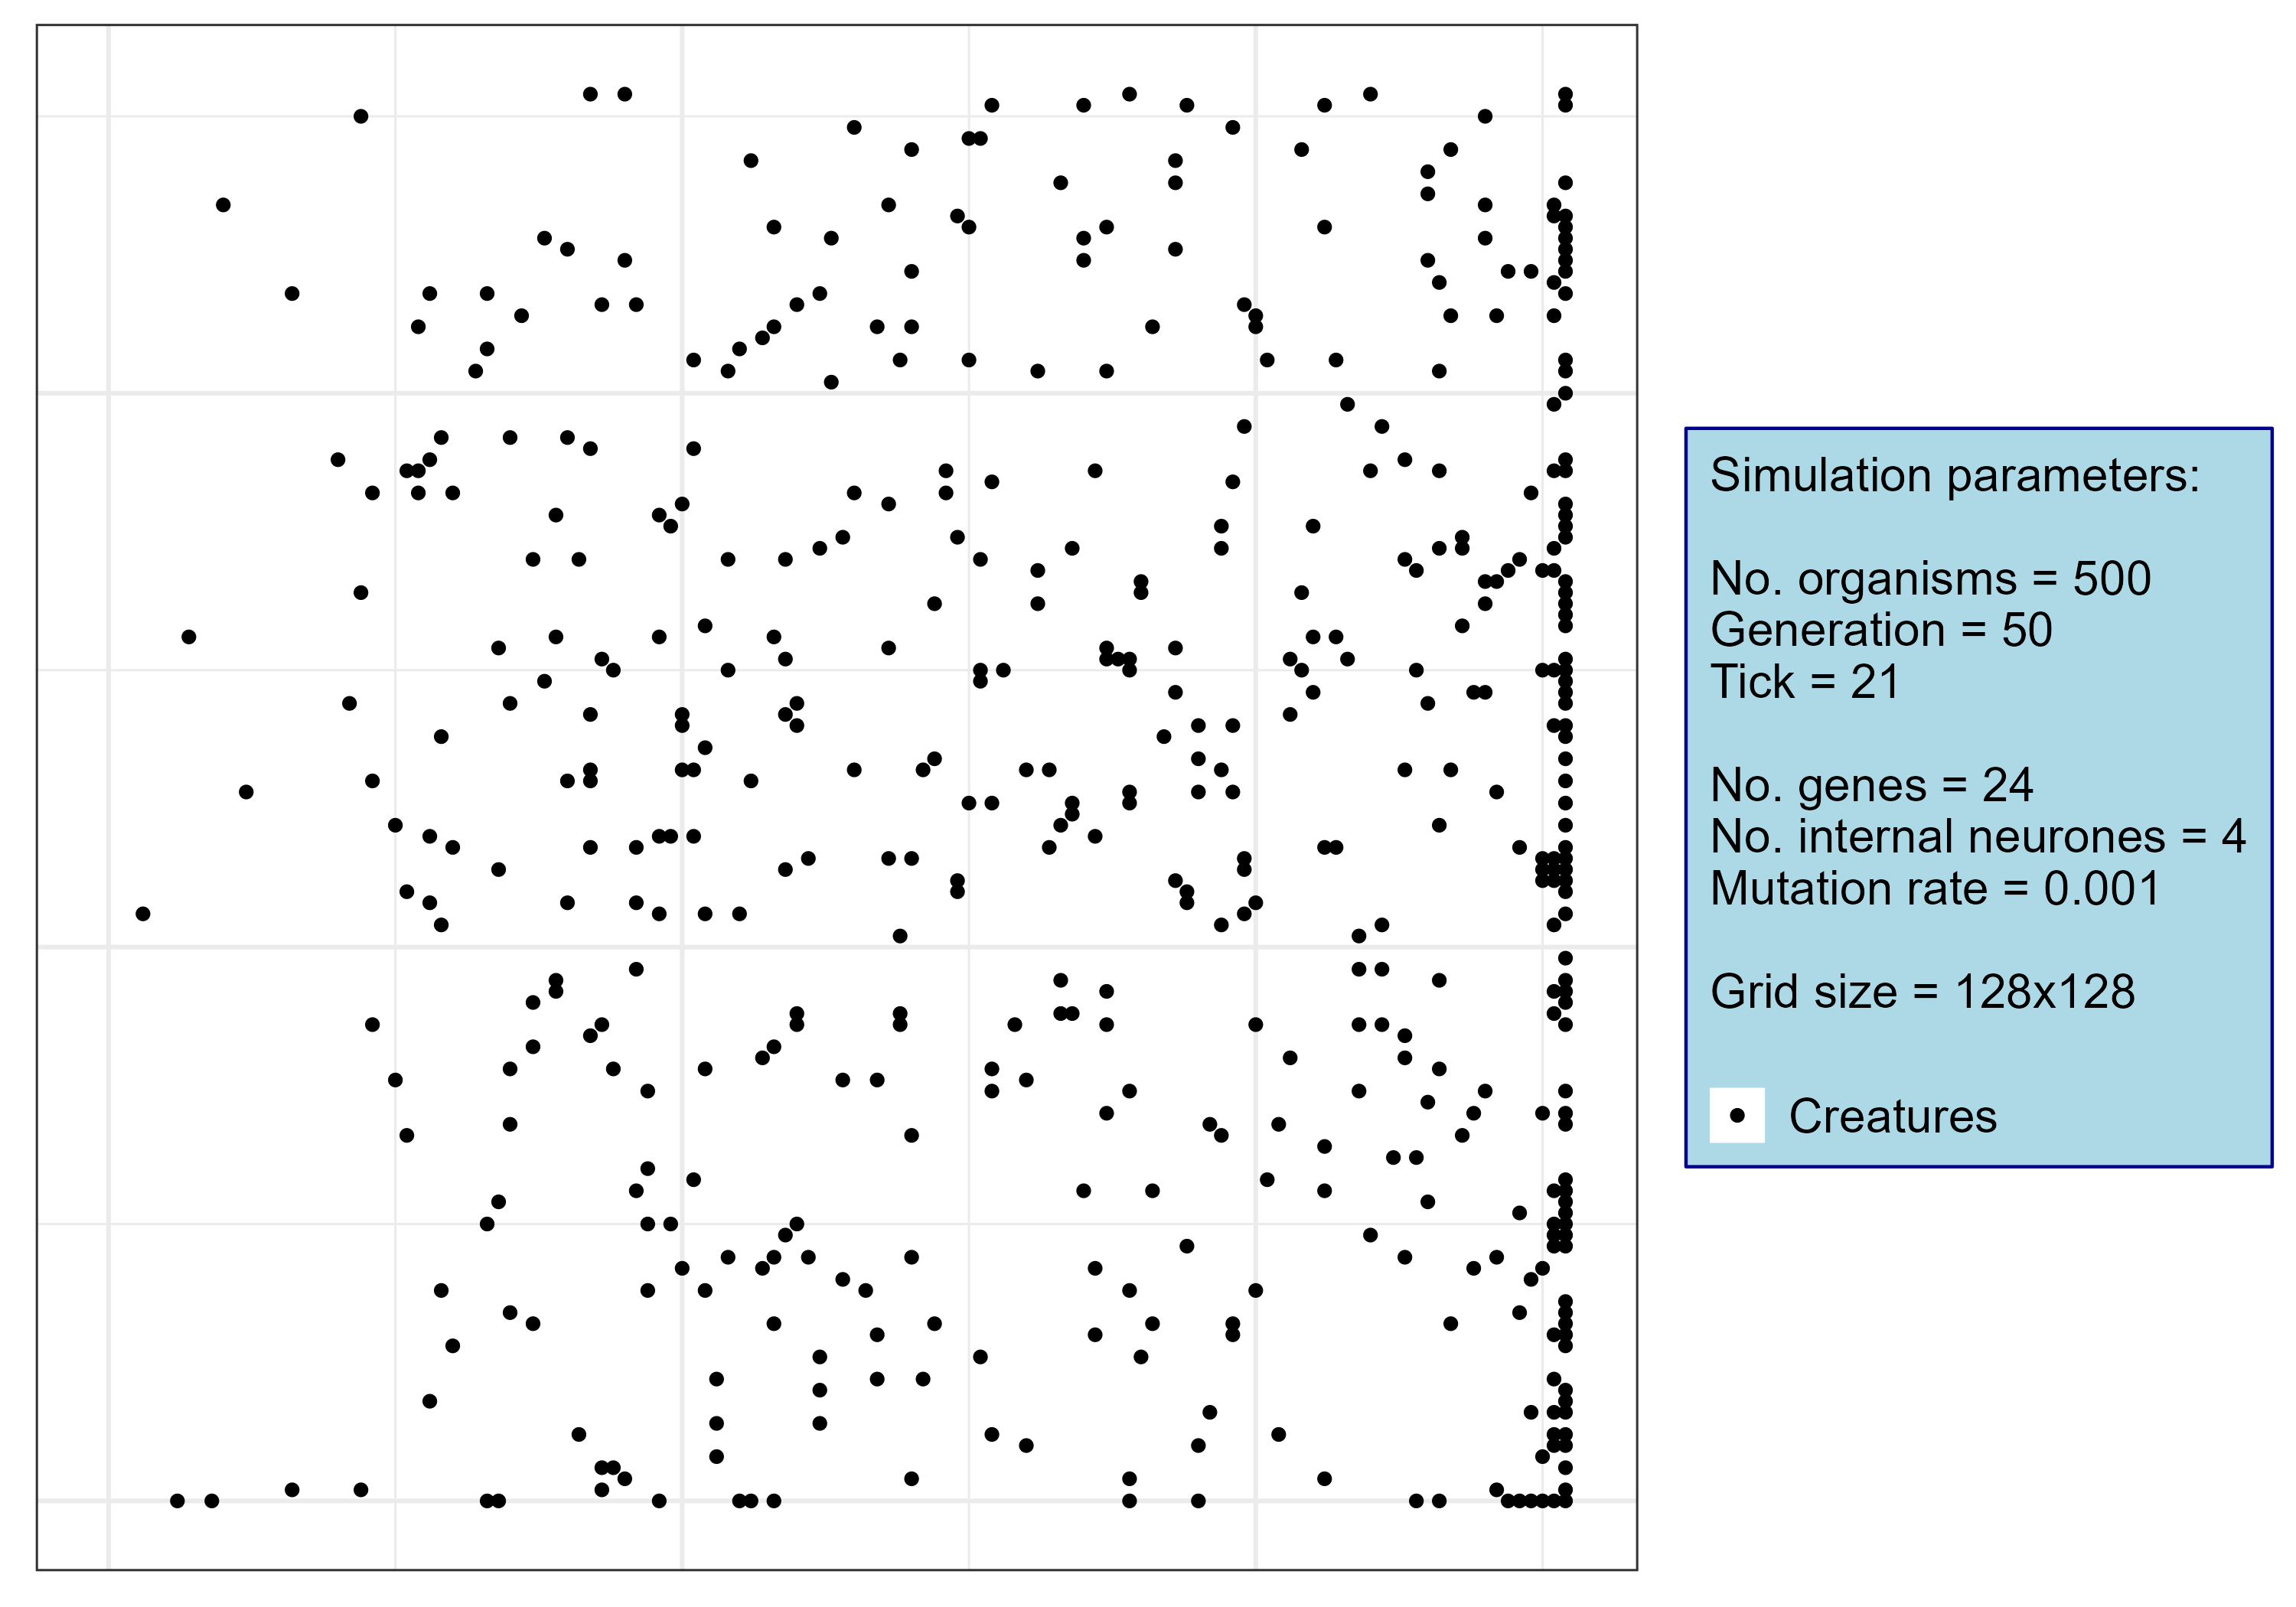 Simulation parameters:
No. organisms = 500
Generation = 50
Tick = 21
No. genes = 24
No. internal neurones = 4
Mutation rate = 0.001
Grid size = 128x128
Creatures